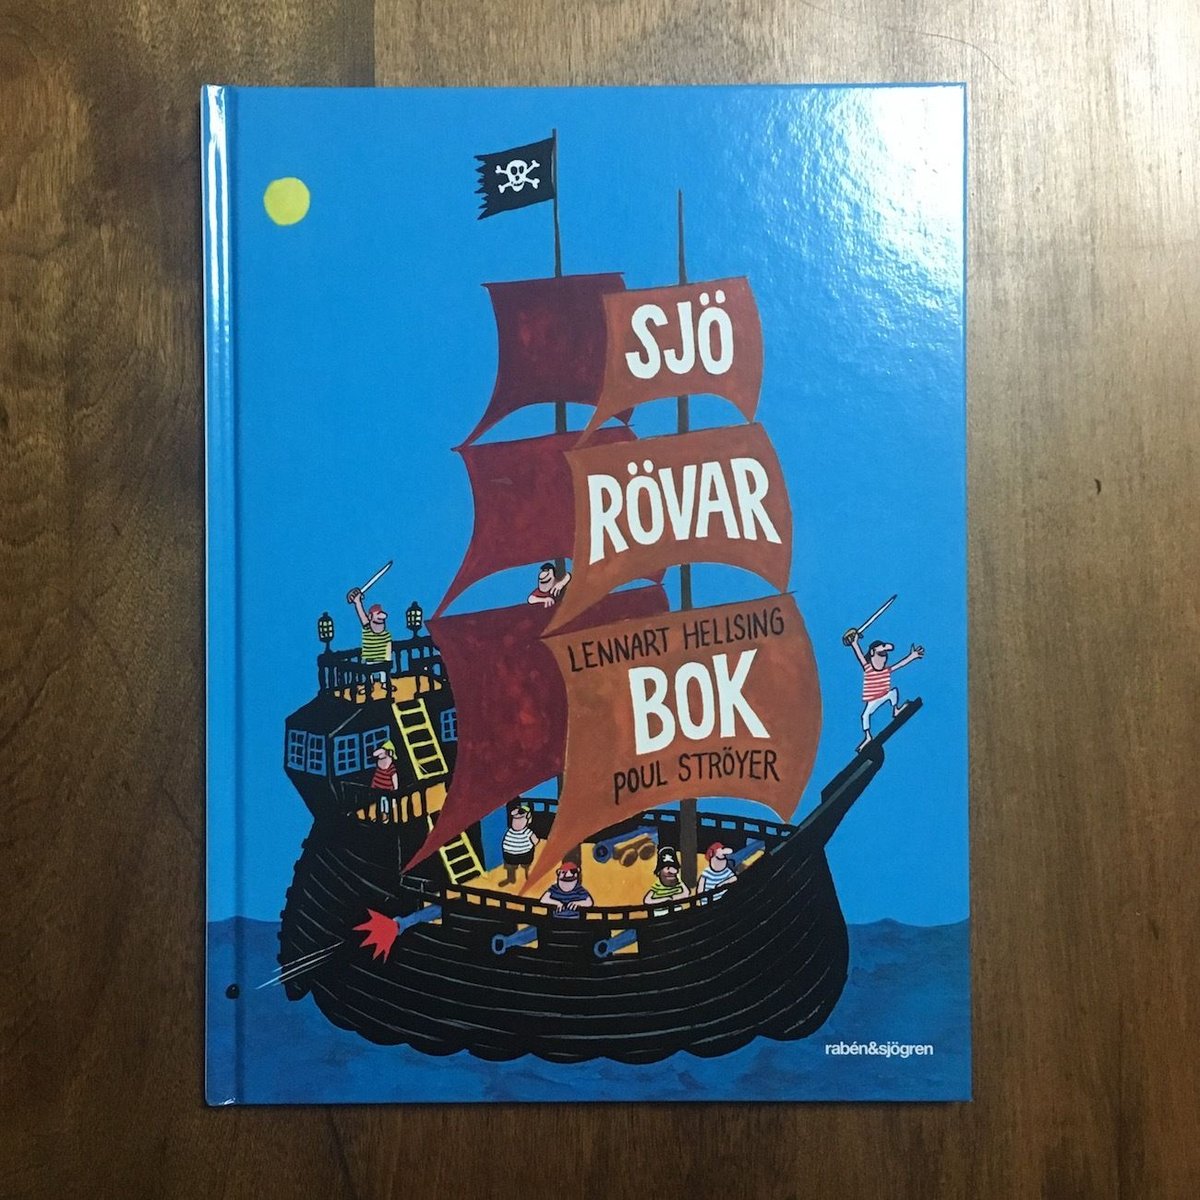 SJÖ
RÖVAR
LENNART HELLSING
BOK
POUL STRÖYER
rabén&sjögren